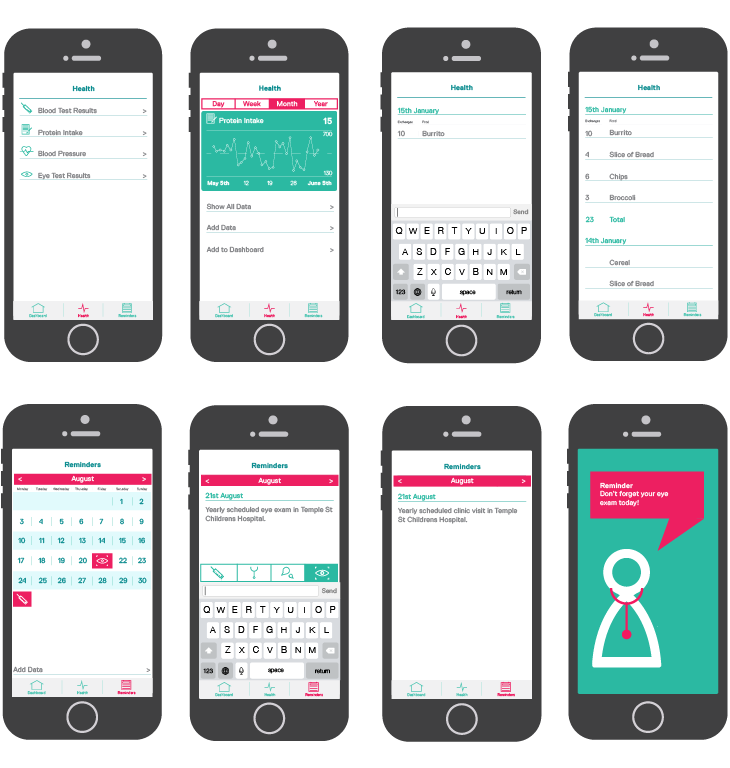 Health
Blood Test Results >
Protein Intake >
Blood Pressure >
Eye Test Results >
Dashboard Health Reminders
Health
Day Week Month Year
Protein Intake 15
700
130
May 9th 12 19 26 June 9th
Show All Data >
Add Data >
Add to Dashboard >
Dashboard Health Reminders
Health
15th January
Exchanges Food
10 Burrito
Send
Q W E R T Y U I O P
A S D F G H J K L
Z X C V B N M
123 space return
Dashboard Health Reminders
Health
15th January
Exchanges Food
10 Burrito
4 Slice of Bread
6 Chips
3 Broccoli
23 Total
14th January
Cereal
Slice of Bread
Dashboard Health Reminders
Reminders
< August >
Monday Tuesday Wednesday Thursday Friday Saturday Sunday
1 2
3 4 5 6 7 8 9
10 11 12 13 14 15 16
17 18 19 20 22 23
24 25 26 27 28 29 30
Add Data >
Dashboard Health Reminders
Reminders
< August >
21st August
Yearly scheduled eye exam in Temple St
Childrens Hospital.
Send
Q W E R T Y U I O P
A S D F G H J K L
Z X C V B N M
123 space return
Dashboard Health Reminders
Reminders
< August >
21st August
Yearly scheduled clinic visit in Temple
St Childrens Hospital.
Dashboard Health Reminders
Reminder
Don't forget your eye
exam today!